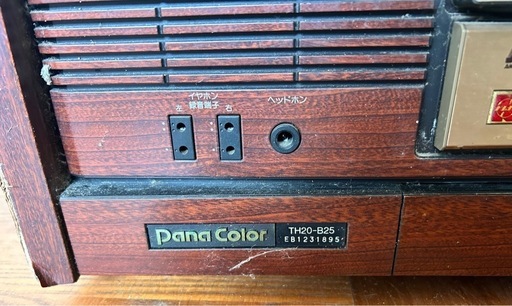 イヤホン
録音端子
左 右
ヘッドホン
Pana Color
TH20-B25
EB1231895